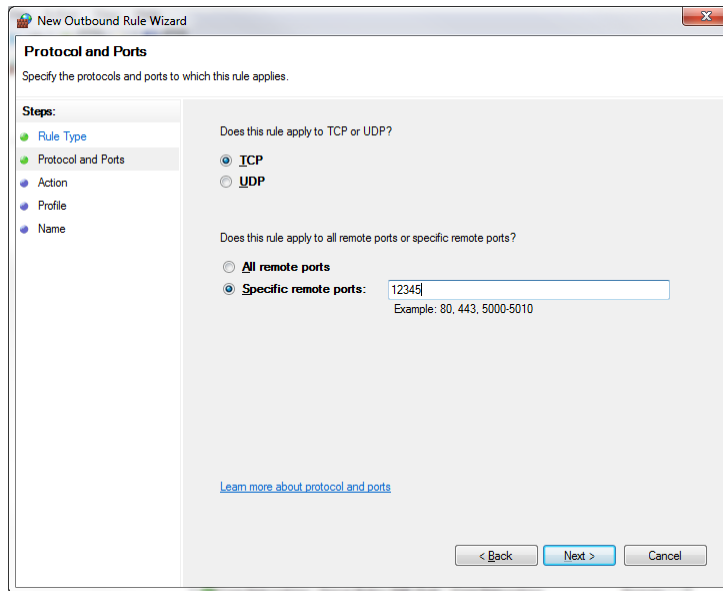 New Outbound Rule Wizard
Protocol and Ports
Specify the protocols and ports to which this rule applies.
Steps:
Rule Type
Protocol and Ports
Action
Profile
Name
Does this rule apply to TCP or UDP?
TCP
UDP
Does this rule apply to all remote ports or specific remote ports?
All remote ports
Specific remote ports: 12345
Example: 80, 443, 5000-5010
Learn more about protocol and ports
< Back Next > Cancel